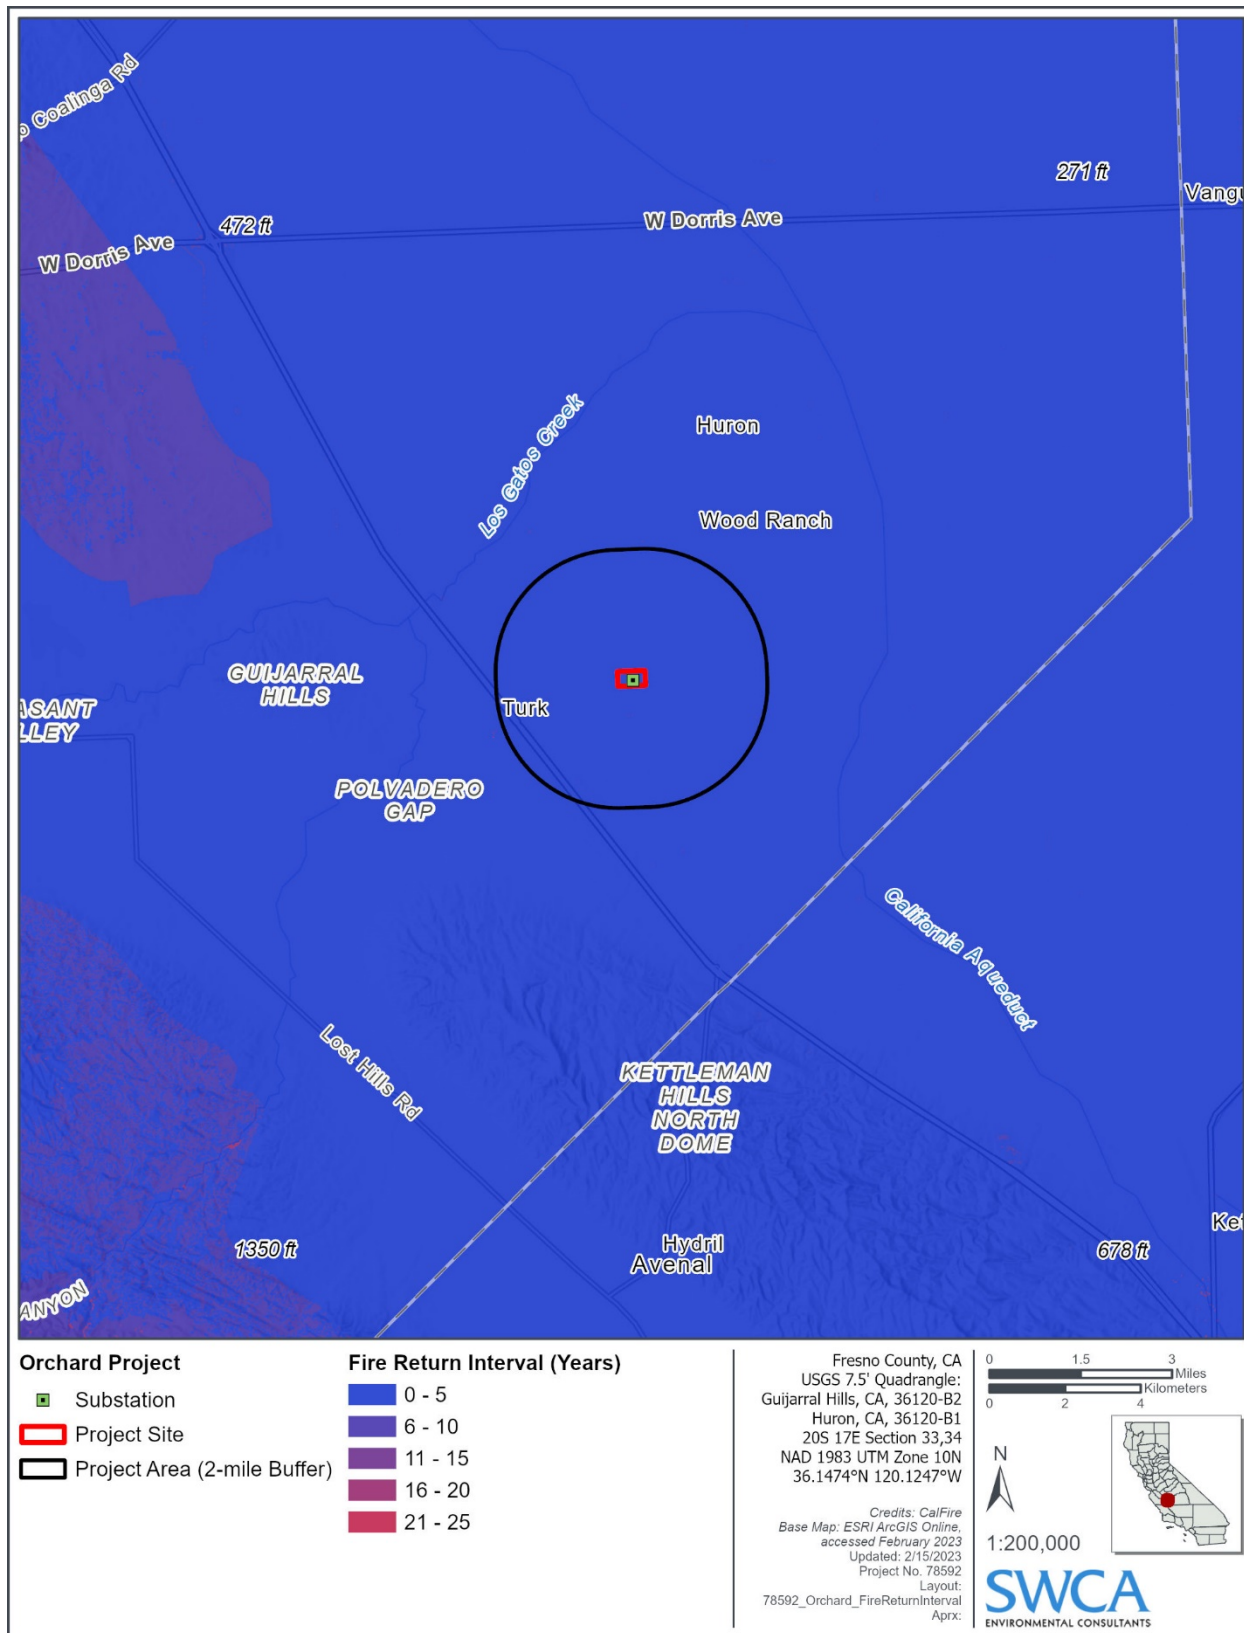 o Coalinga Rd
271 ft
Vangu
472 ft
W Dorris Ave
W Dorris Ave
Los Gatos Creek
Huron
Wood Ranch
GUIJARRAL
HILLS
Turk
ASANT
LLEY
POLVADERO
GAP
California Aqueduct
Lost Hills Rd
KETTLEMAN
HILLS
NORTH
DOME
Ket
1350 ft
Hydril
Avenal
678 ft
ANYON
Orchard Project
Substation
Project Site
Project Area (2-mile Buffer)
Fire Return Interval (Years)
0 - 5
6 - 10
11 - 15
16 - 20
21 - 25
Fresno County, CA
USGS 7.5' Quadrangle:
Guijarral Hills, CA, 36120-B2
Huron, CA, 36120-B1
20S 17E Section 33,34
NAD 1983 UTM Zone 10N
36.1474°N 120.1247°W
Credits: CalFire
Base Map: ESRI ArcGIS Online,
accessed February 2023
Updated: 2/15/2023
Project No. 78592
Layout:
78592_Orchard_FireReturnInterval
Aprx:
0 1.5 3
Miles
Kilometers
0 2 4
N
1:200,000
SWCA
ENVIRONMENTAL CONSULTANTS